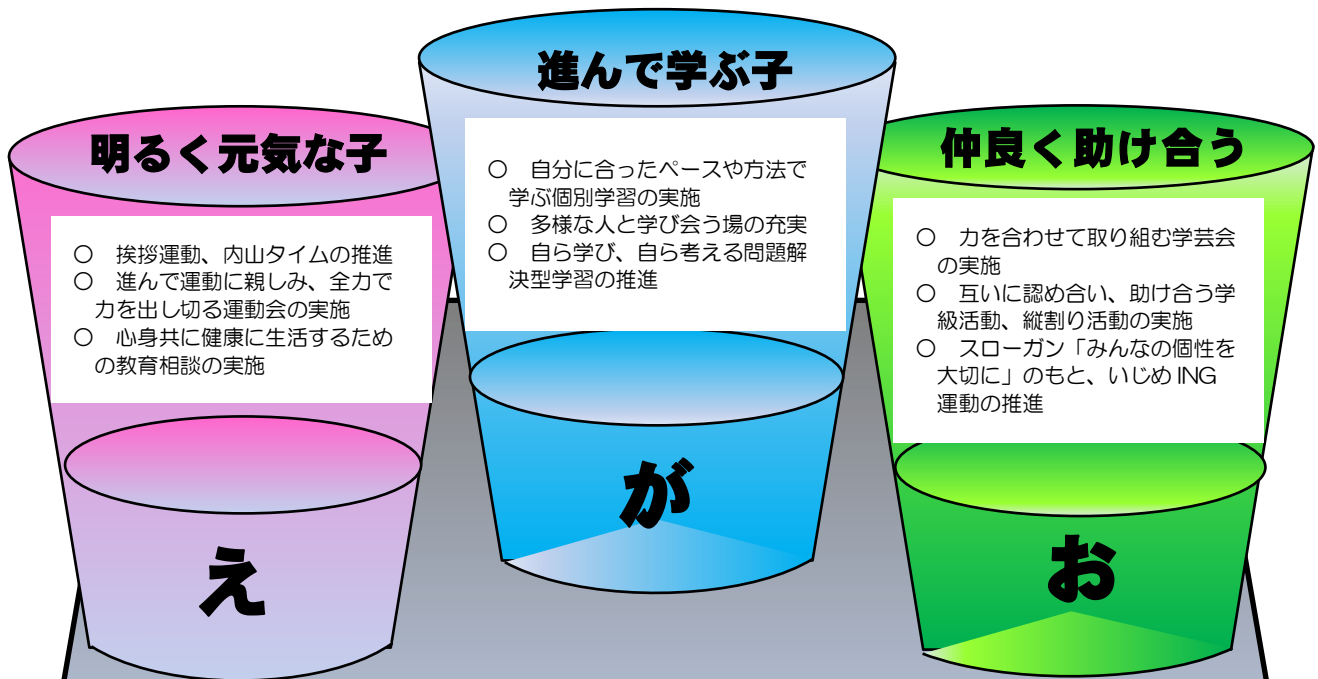 明るく元気な子
○　挨拶運動、内山タイムの推進
○　進んで運動に親しみ、全力で
力を出し切る運動会の実施
○　心身共に健康に生活するため
の教育相談の実施
え
進んで学ぶ子
○　自分に合ったペースや方法で
学ぶ個別学習の実施
○　多様な人と学び会う場の充実
○　自ら学び、自ら考える問題解
決型学習の推進
が
仲良く助け合う
○　力を合わせて取り組む学芸会
の実施
○　互いに認め合い、助け合う学
級活動、縦割り活動の実施
○　スローガン「みんなの個性を
大切に」のもと、いじめ ING
運動の推進
お